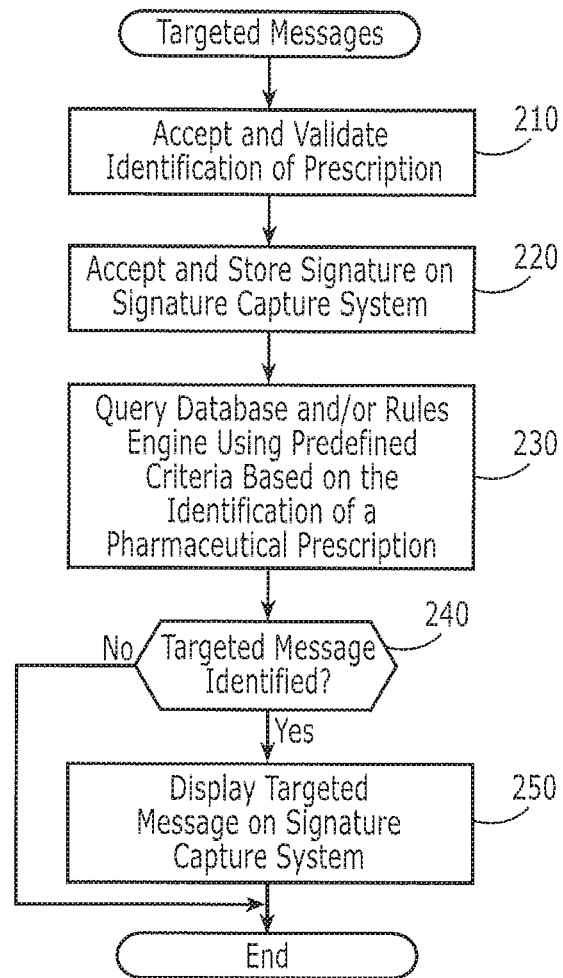 Targeted Messages
210
Accept and Validate
Identification of Prescription
220
Accept and Store Signature on
Signature Capture System
Query Database and/or Rules
Engine Using Predefined
Criteria Based on the
Identification of a
Pharmaceutical Prescription
230
240
No
Targeted Message
Identified?
Yes
Display Targeted
Message on Signature
Capture System
250
End